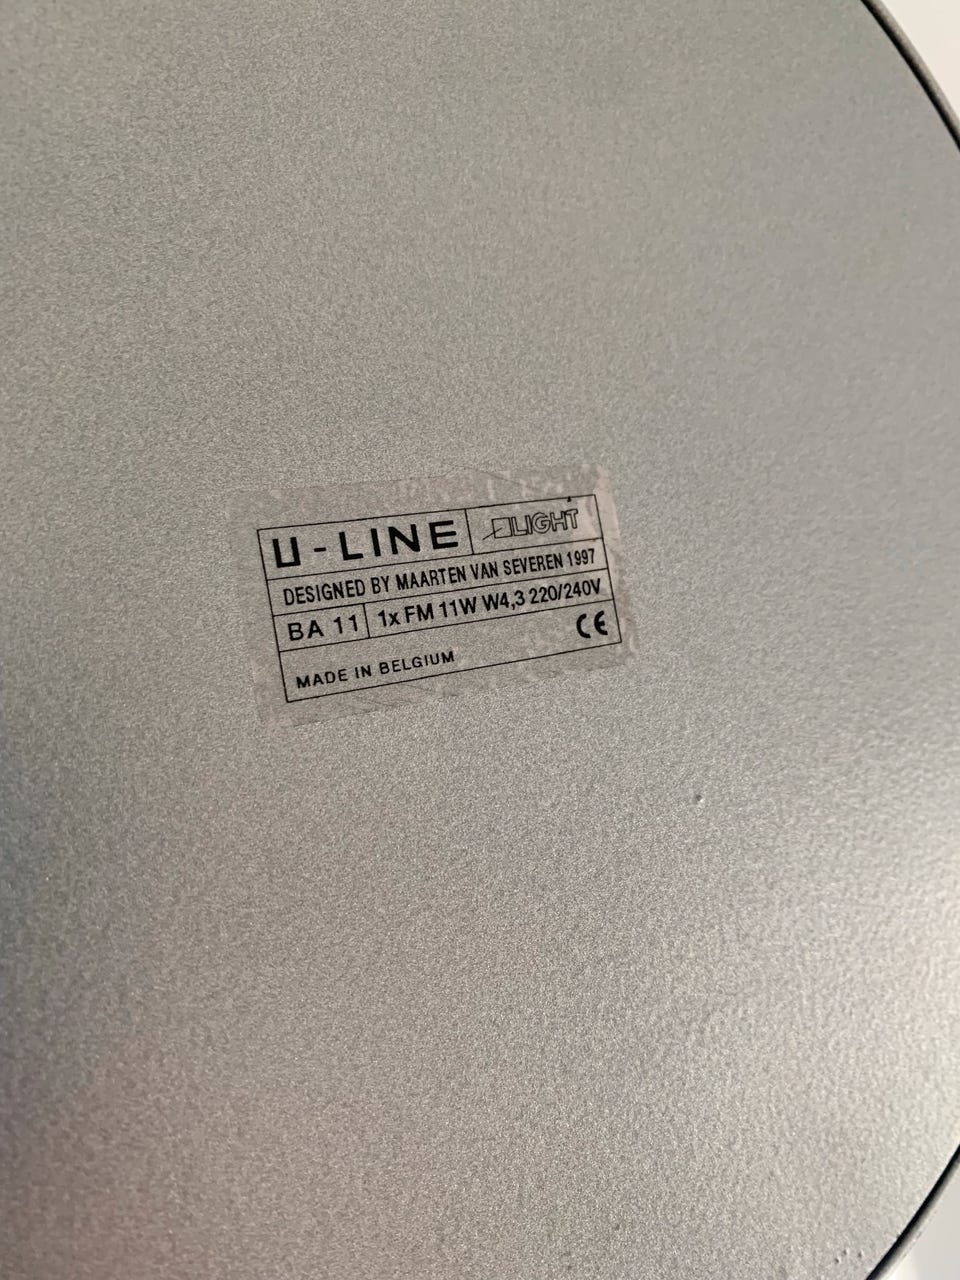 U-LINE LIGHT
DESIGNED BY MAARTEN VAN SEVEREN 1997
BA 11 1x FM 11W W4,3 220/240V
CE
MADE IN BELGIUM